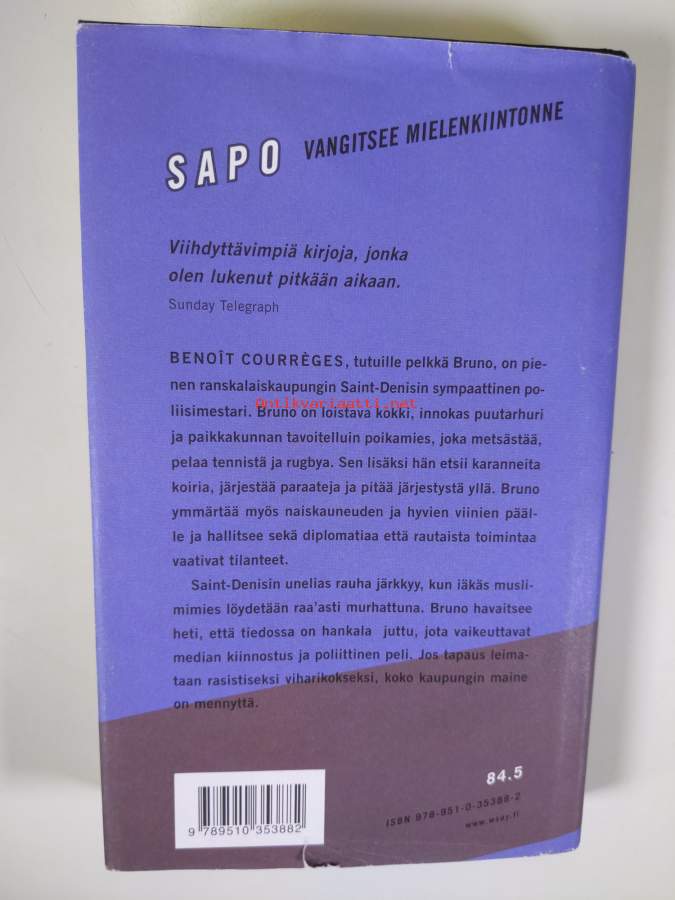 SAPO VANGITSEE MIELENKIINTONNE
Viihdyttävimpiä kirjoja, jonka
olen lukenut pitkään aikaan.
Sunday Telegraph
BENOÎT COURRÈGES, tutuille pelkkä Bruno, on pie-
nen ranskalaiskaupungin Saint-Denisin sympaattinen po-
Antikvariaatti.net
liisimestari. Bruno on loistava kokki, innokas puutarhuri
ja paikkakunnan tavoitelluin poikamies, joka metsästää,
pelaa tennistä ja rugbya. Sen lisäksi hän etsii karanneita
koiria, järjestää paraateja ja pitää järjestystä yllä. Bruno
ymmärtää myös naiskauneuden ja hyvien viinien pääl-
le ja hallitsee sekä diplomatiaa että rautaista toimintaa
vaativat tilanteet.
Saint-Denisin unelias rauha järkkyy, kun iäkäs musli-
mimies löydetään raa'asti murhattuna. Bruno havaitsee
heti, että tiedossa on hankala juttu, jota vaikeuttavat
median kiinnostus ja poliittinen peli. Jos tapaus leima-
taan rasistiseksi viharikokseksi, koko kaupungin maine
on mennyttä.
84.5
ISBN 978-951-0-35388-2
www.wsoy.fi
9 789510 353882